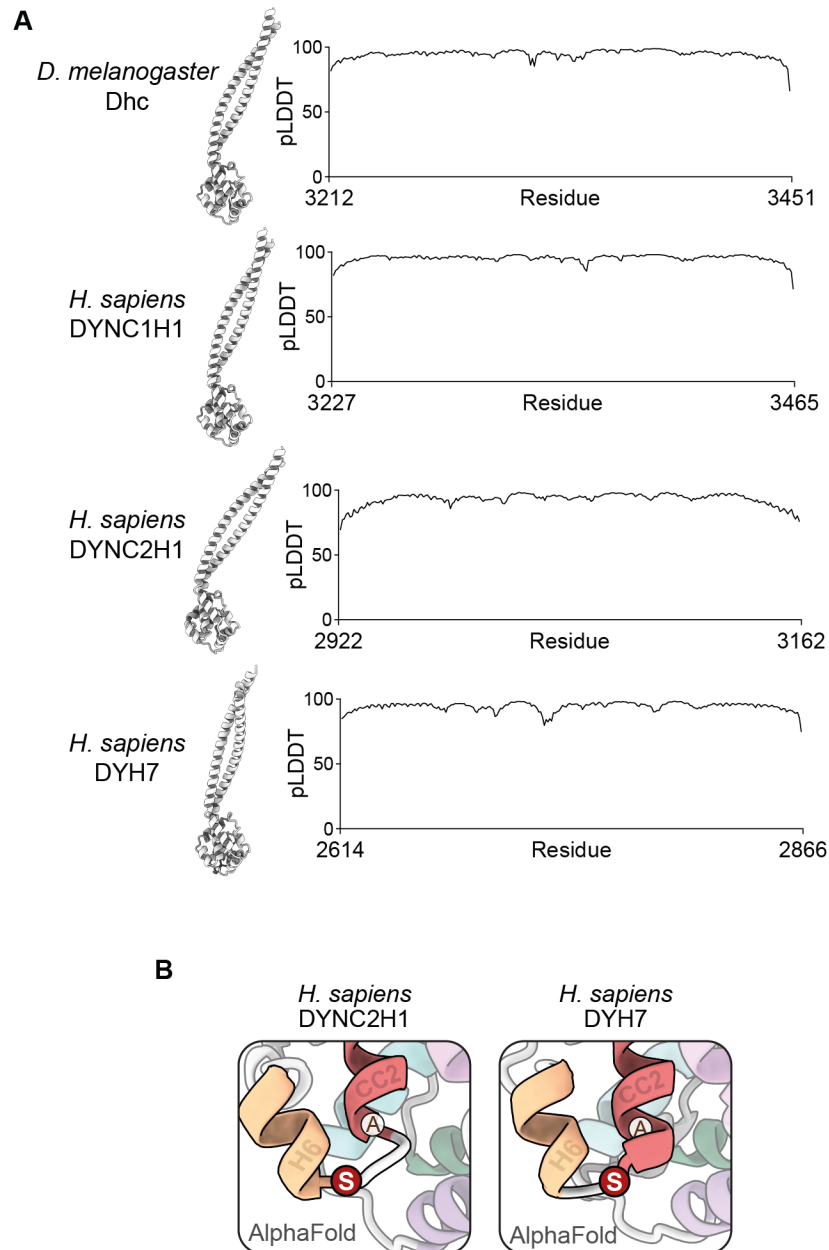 A
D. melanogaster
Dhc
100
50
0
pLDDT
3212
Residue
3451
H. sapiens
DYNC1H1
100
50
0
pLDDT
3227
Residue
3465
H. sapiens
DYNC2H1
100
50
0
pLDDT
2922
Residue
3162
H. sapiens
DYH7
100
50
0
pLDDT
2614
Residue
2866
B
H. sapiens
DYNC2H1
CC2
A
H6
S
AlphaFold
H. sapiens
DYH7
CC2
A
H6
S
AlphaFold